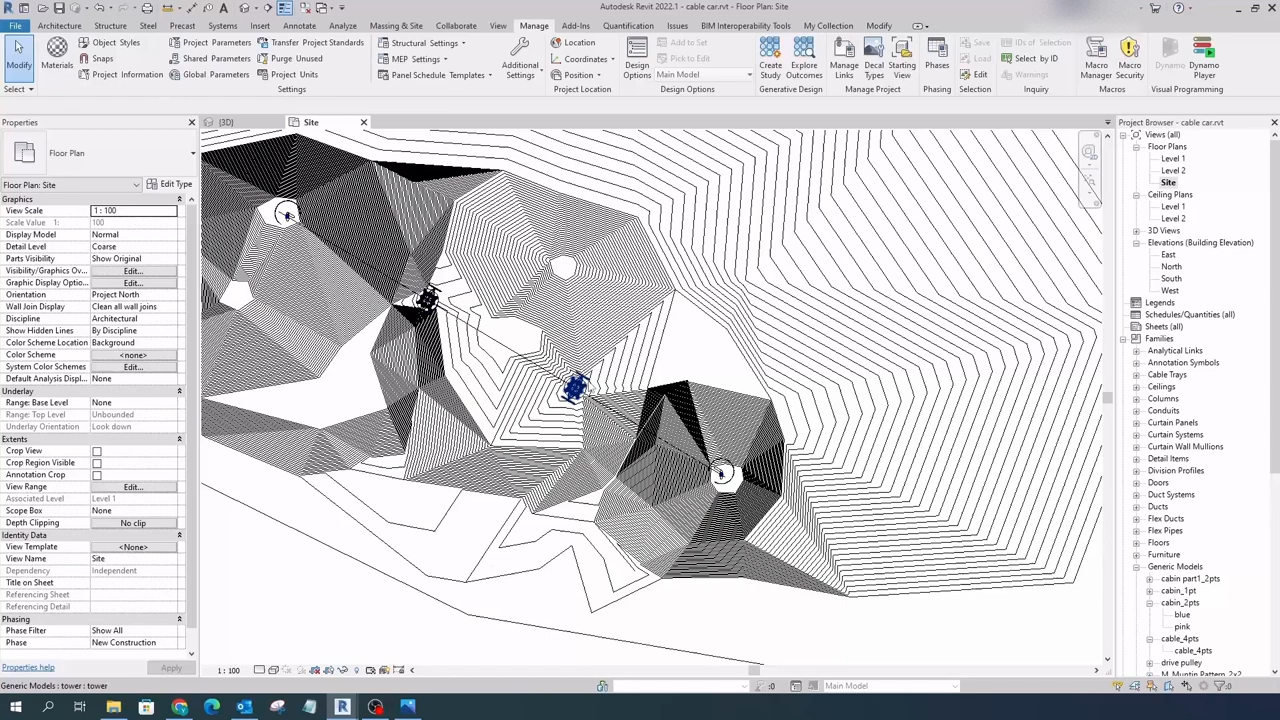 Autodesk Revit 2022.1 - cable car.rvt - Floor Plan: Site
File Architecture Structure Steel Precast Systems Insert Annotate Analyze Massing & Site Collaborate View Manage Add-Ins Quantification Issues BIM Interoperability Tools My Collection Modify
Modify
Select
Materials
Object Styles
Snaps
Project Information
Project Parameters
Shared Parameters
Global Parameters
Transfer Project Standards
Purge Unused
Project Units
Settings
Structural Settings
MEP Settings
Panel Schedule Templates
Additional
Settings
Location
Coordinates
Position
Project Location
Design
Options
Add to Set
Pick to Edit
Main Model
Design Options
Create
Study
Explore
Outcomes
Generative Design
Manage
Links
Decal
Types
Starting
View
Manage Project
Phases
Phasing
Save
Load
Edit
Selection
IDs of Selection
Select by ID
Warnings
Inquiry
Macro
Manager
Macro
Security
Macros
Dynamo
Dynamo
Player
Visual Programming
Properties
{3D}
Site
Project Browser - cable car.rvt
Floor Plan
Floor Plan: Site
Edit Type
Graphics
View Scale 1 : 100
Scale Value 1: 100
Display Model Normal
Detail Level Coarse
Parts Visibility Show Original
Visibility/Graphics Ov... Edit...
Graphic Display Optio... Edit...
Orientation Project North
Wall Join Display Clean all wall joins
Discipline Architectural
Show Hidden Lines By Discipline
Color Scheme Location Background
Color Scheme <none>
System Color Schemes Edit...
Default Analysis Displ... None
Underlay
Range: Base Level None
Range: Top Level Unbounded
Underlay Orientation Look down
Extents
Crop View
Crop Region Visible
Annotation Crop
View Range Edit...
Associated Level Level 1
Scope Box None
Depth Clipping No clip
Identity Data
View Template <None>
View Name Site
Dependency Independent
Title on Sheet
Referencing Sheet
Referencing Detail
Phasing
Phase Filter Show All
Phase New Construction
Properties help
Apply
Views (all)
Floor Plans
Level 1
Level 2
Site
Ceiling Plans
Level 1
Level 2
3D Views
Elevations (Building Elevation)
East
North
South
West
Legends
Schedules/Quantities (all)
Sheets (all)
Families
Analytical Links
Annotation Symbols
Cable Trays
Ceilings
Columns
Conduits
Curtain Panels
Curtain Systems
Curtain Wall Mullions
Detail Items
Division Profiles
Doors
Duct Systems
Ducts
Flex Ducts
Flex Pipes
Floors
Furniture
Generic Models
cabin part1_2pts
cabin_1pt
cabin_2pts
blue
pink
cable_4pts
cable_4pts
drive pulley
M_Muntin Pattern_2x2
1 : 100
Generic Models : tower : tower
:0
Main Model
:0